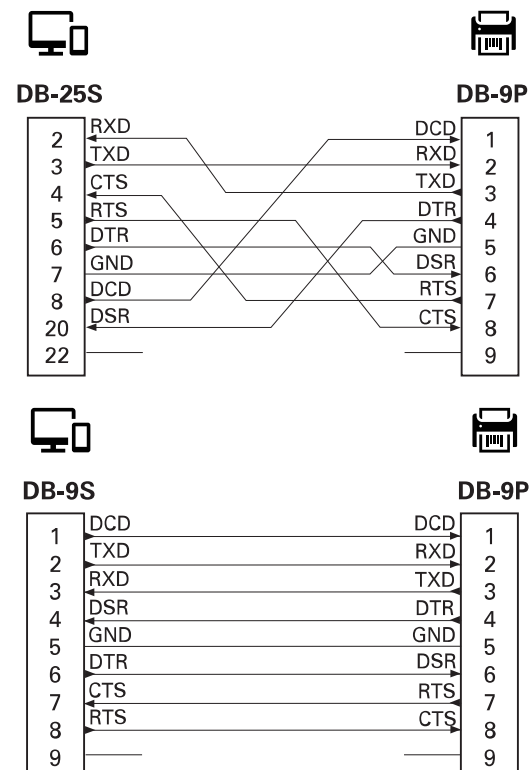 DB-25S DB-9P
RXD DCD
2 1
TXD RXD
3 2
CTS TXD
4 3
RTS DTR
5 4
DTR GND
6 5
GND DSR
7 6
DCD RTS
8 7
DSR CTS
20 8
22 9
DB-9S DB-9P
DCD DCD
1 1
TXD RXD
2 2
RXD TXD
3 3
DSR DTR
4 4
GND GND
5 5
DTR DSR
6 6
CTS RTS
7 7
RTS CTS
8 8
9 9